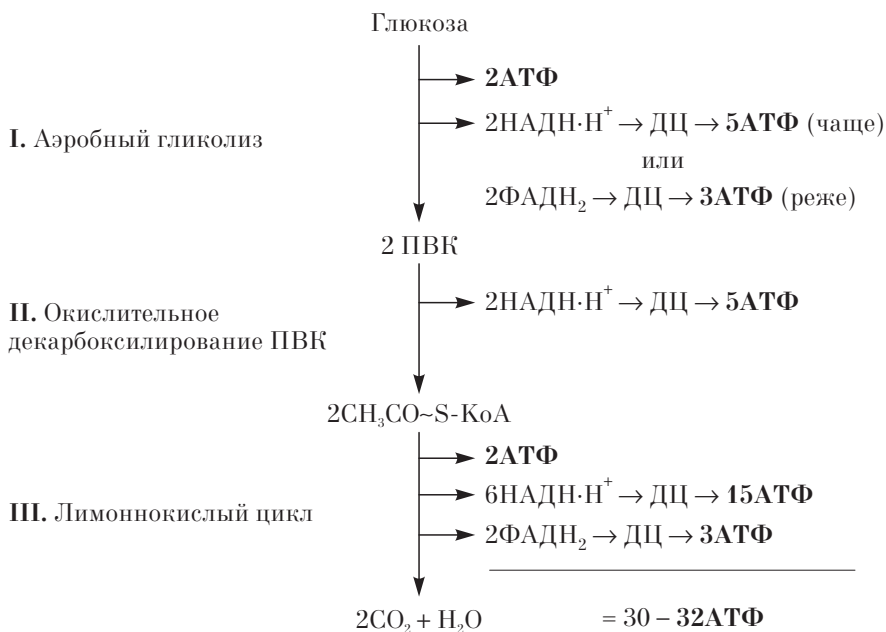 Глюкоза
2АТФ
I. Аэробный гликолиз
2НАДН·Н⁺ → ДЦ → 5АТФ (чаще)
или
2ФАДН₂ → ДЦ → 3АТФ (реже)
2 ПВК
II. Окислительное
декарбоксилирование ПВК
2НАДН·Н⁺ → ДЦ → 5АТФ
2CH₃CO~S-KoA
2АТФ
III. Лимоннокислый цикл
6НАДН·Н⁺ → ДЦ → 15АТФ
2ФАДН₂ → ДЦ → 3АТФ
2CO₂ + H₂O
= 30 – 32АТФ